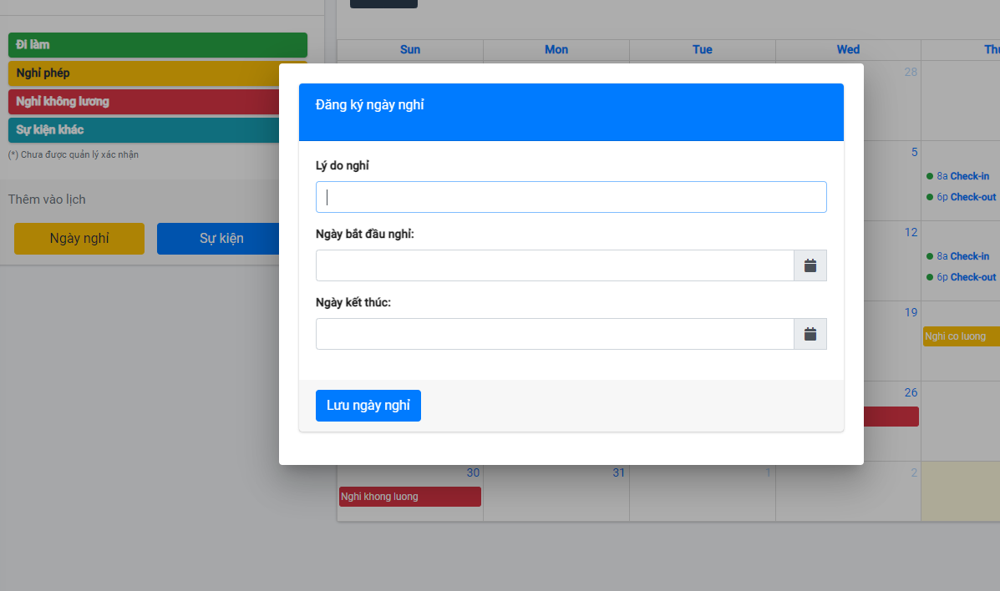 Đi làm
Nghỉ phép
Nghỉ không lương
Sự kiện khác
(*) Chưa được quản lý xác nhận
Thêm vào lịch
Ngày nghỉ
Sự kiện
Sun
Mon
Tue
Wed
Thu
28
5
8a Check-in
6p Check-out
12
8a Check-in
6p Check-out
19
Nghi co luong
26
30
31
1
2
Nghi khong luong
Đăng ký ngày nghỉ
Lý do nghỉ
Ngày bắt đầu nghỉ:
Ngày kết thúc:
Lưu ngày nghỉ